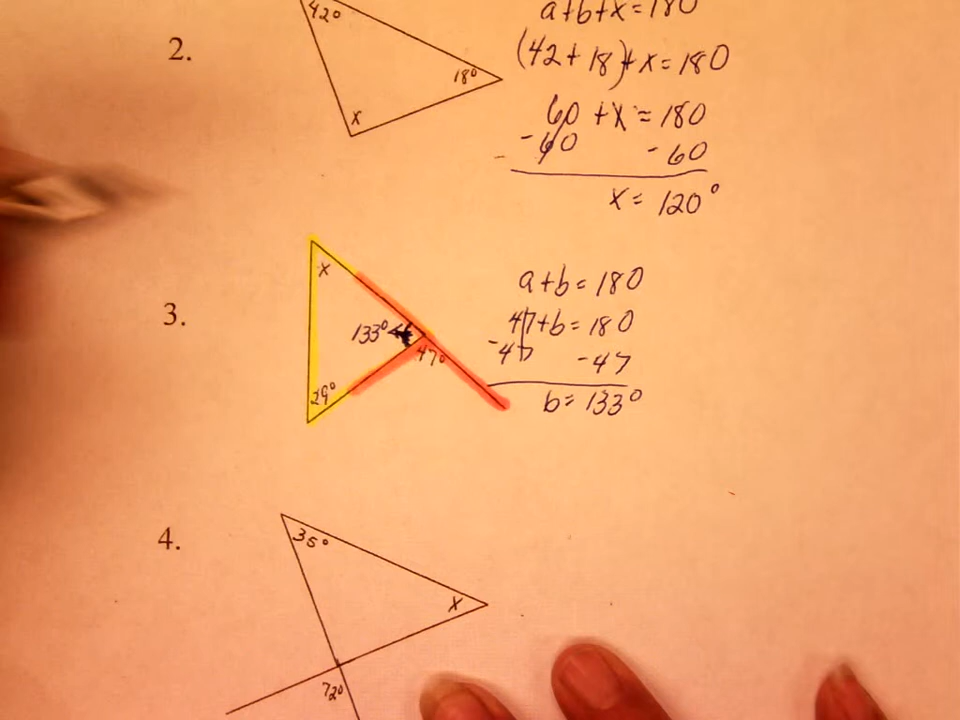 a+b+x=180
42°
2.
(42+18)+x=180
18°
x
60 +x=180
-60 -60
x= 120°
x
a+b=180
3.
133°
47+b=180
47°
-47 -47
29°
b= 133°
4.
35°
x
72°